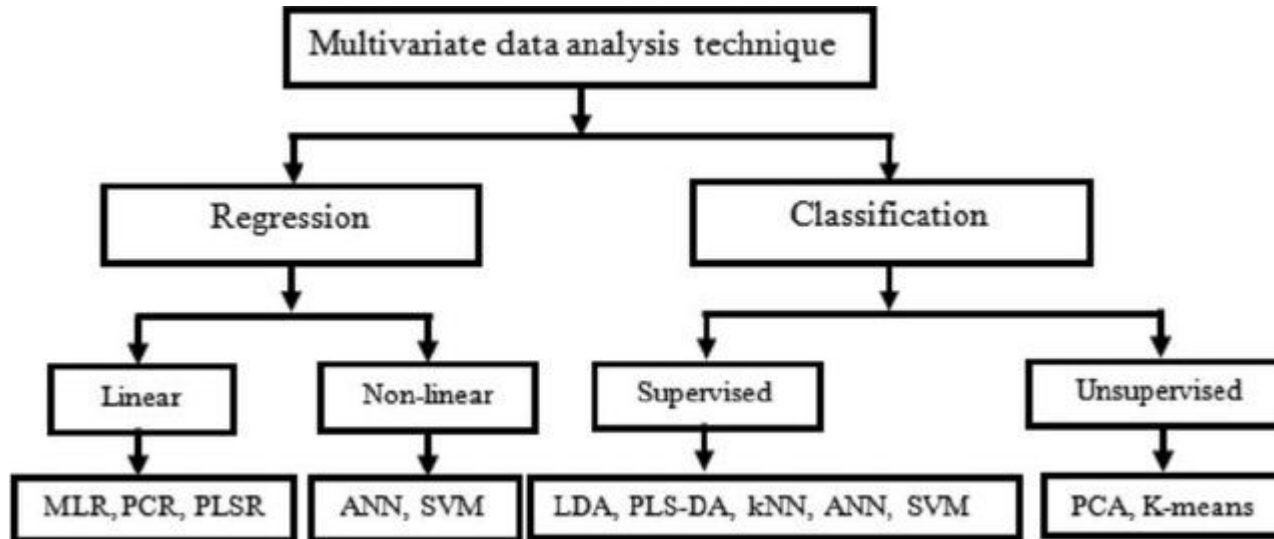 Multivariate data analysis technique
Regression
Classification
Linear
Non-linear
Supervised
Unsupervised
MLR, PCR, PLSR
ANN, SVM
LDA, PLS-DA, kNN, ANN, SVM
PCA, K-means